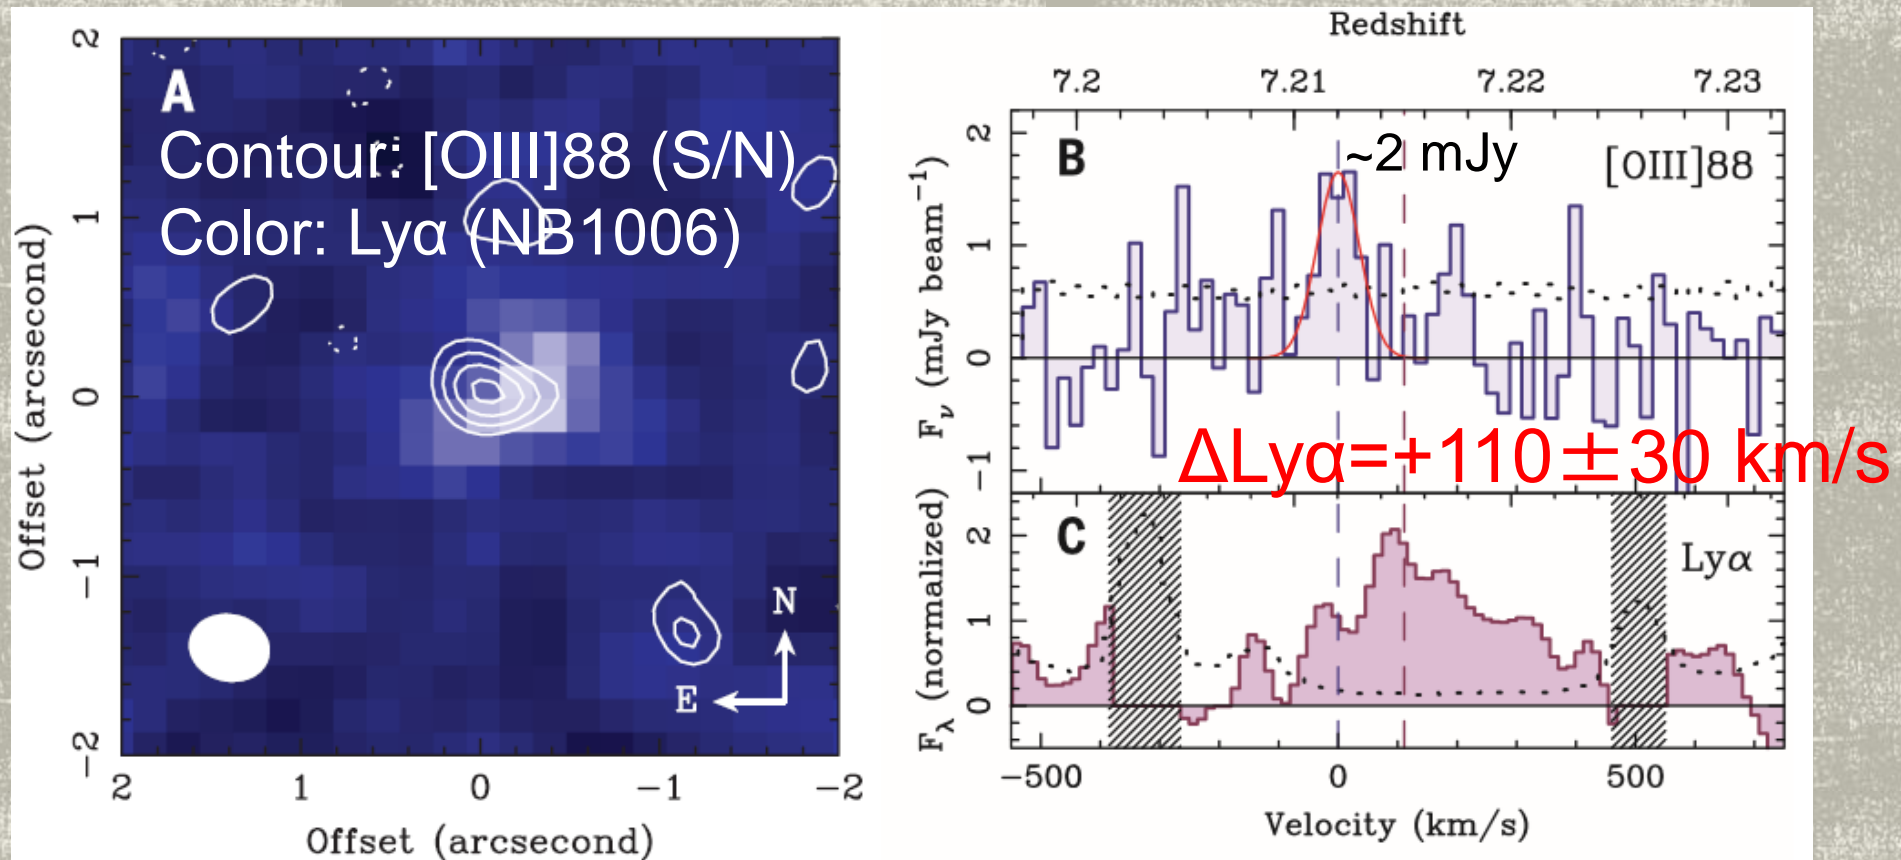 A
Contour: [OIII]88 (S/N)
Color: Lyα (NB1006)
N
E
2
1
0
−1
−2
Offset (arcsecond)
2
1
0
−1
−2
Offset (arcsecond)
Redshift
7.2 7.21 7.22 7.23
B
~2 mJy
[OIII]88
2
1
0
−1
Fν (mJy beam−1)
ΔLyα=+110±30 km/s
C
Lyα
2
1
0
Fλ (normalized)
−500 0 500
Velocity (km/s)